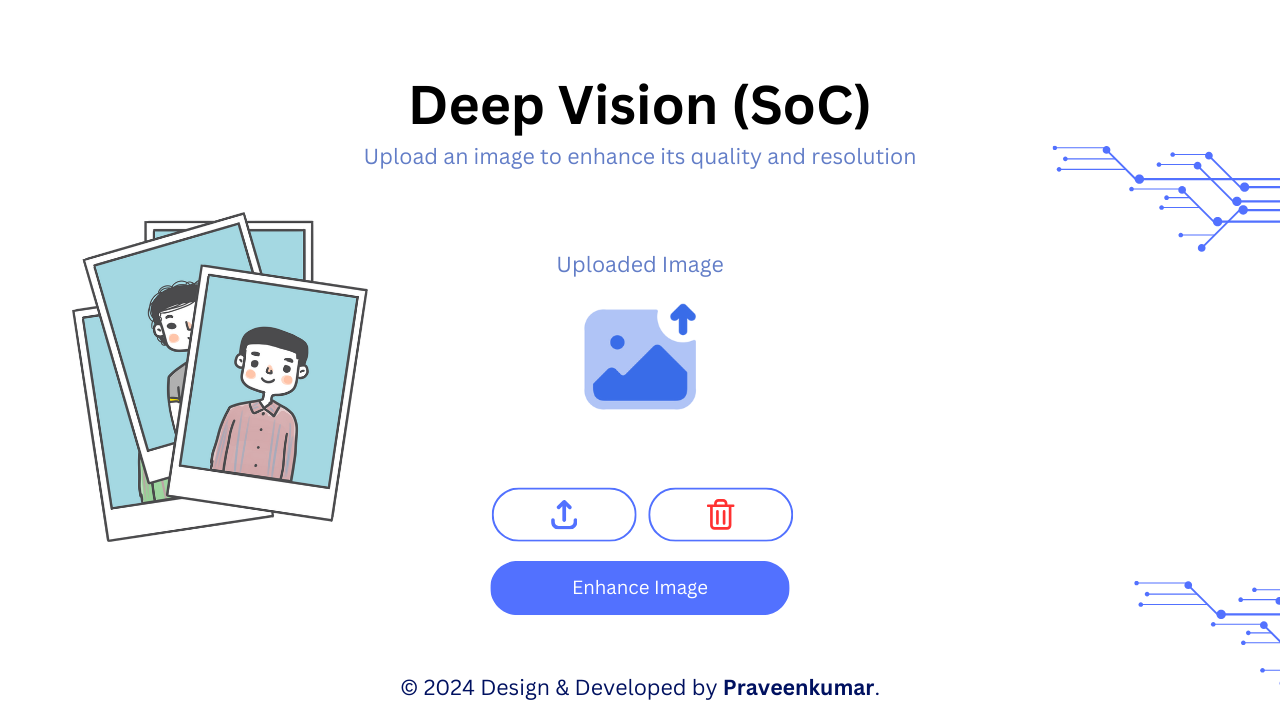 Deep Vision (SoC)
Upload an image to enhance its quality and resolution
Uploaded Image
Enhance Image
© 2024 Design & Developed by Praveenkumar.